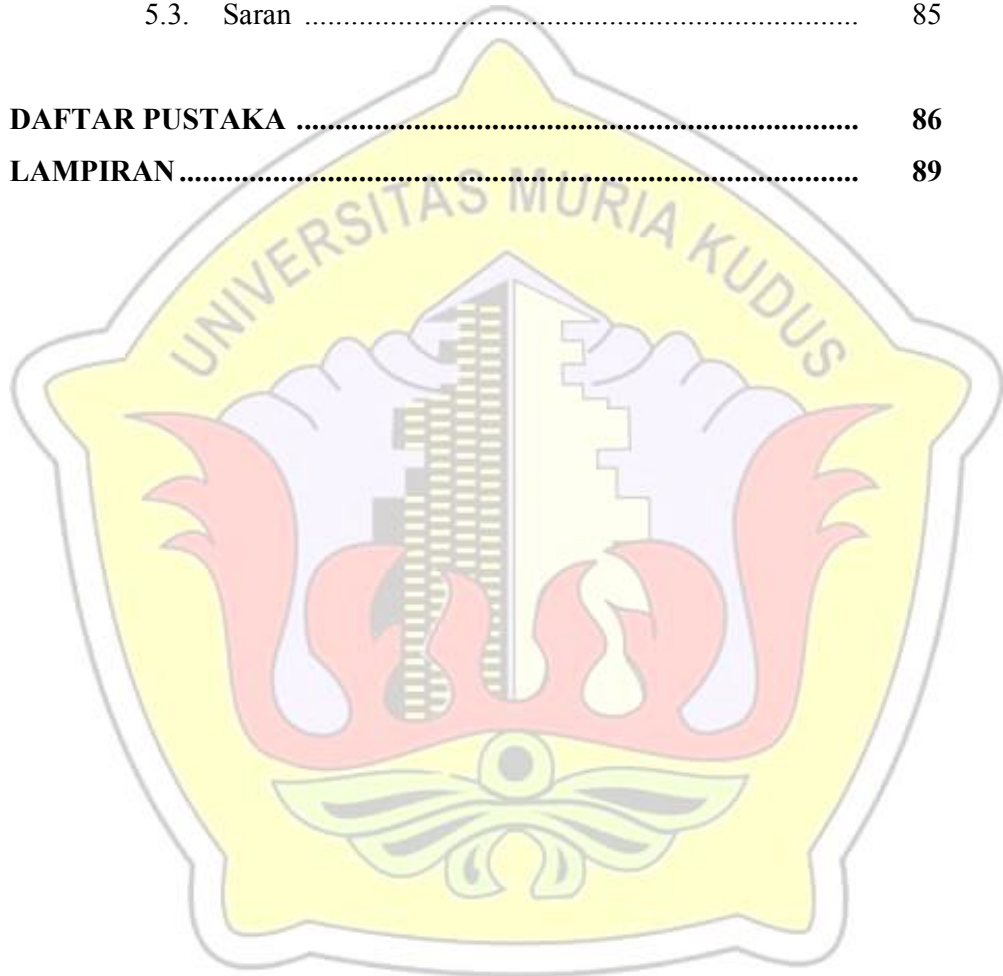 5.3. Saran ........................................................................ 85
DAFTAR PUSTAKA ............................................................ 86
LAMPIRAN ......................................................................... 89
UNIVERSITAS MURIA KUDUS